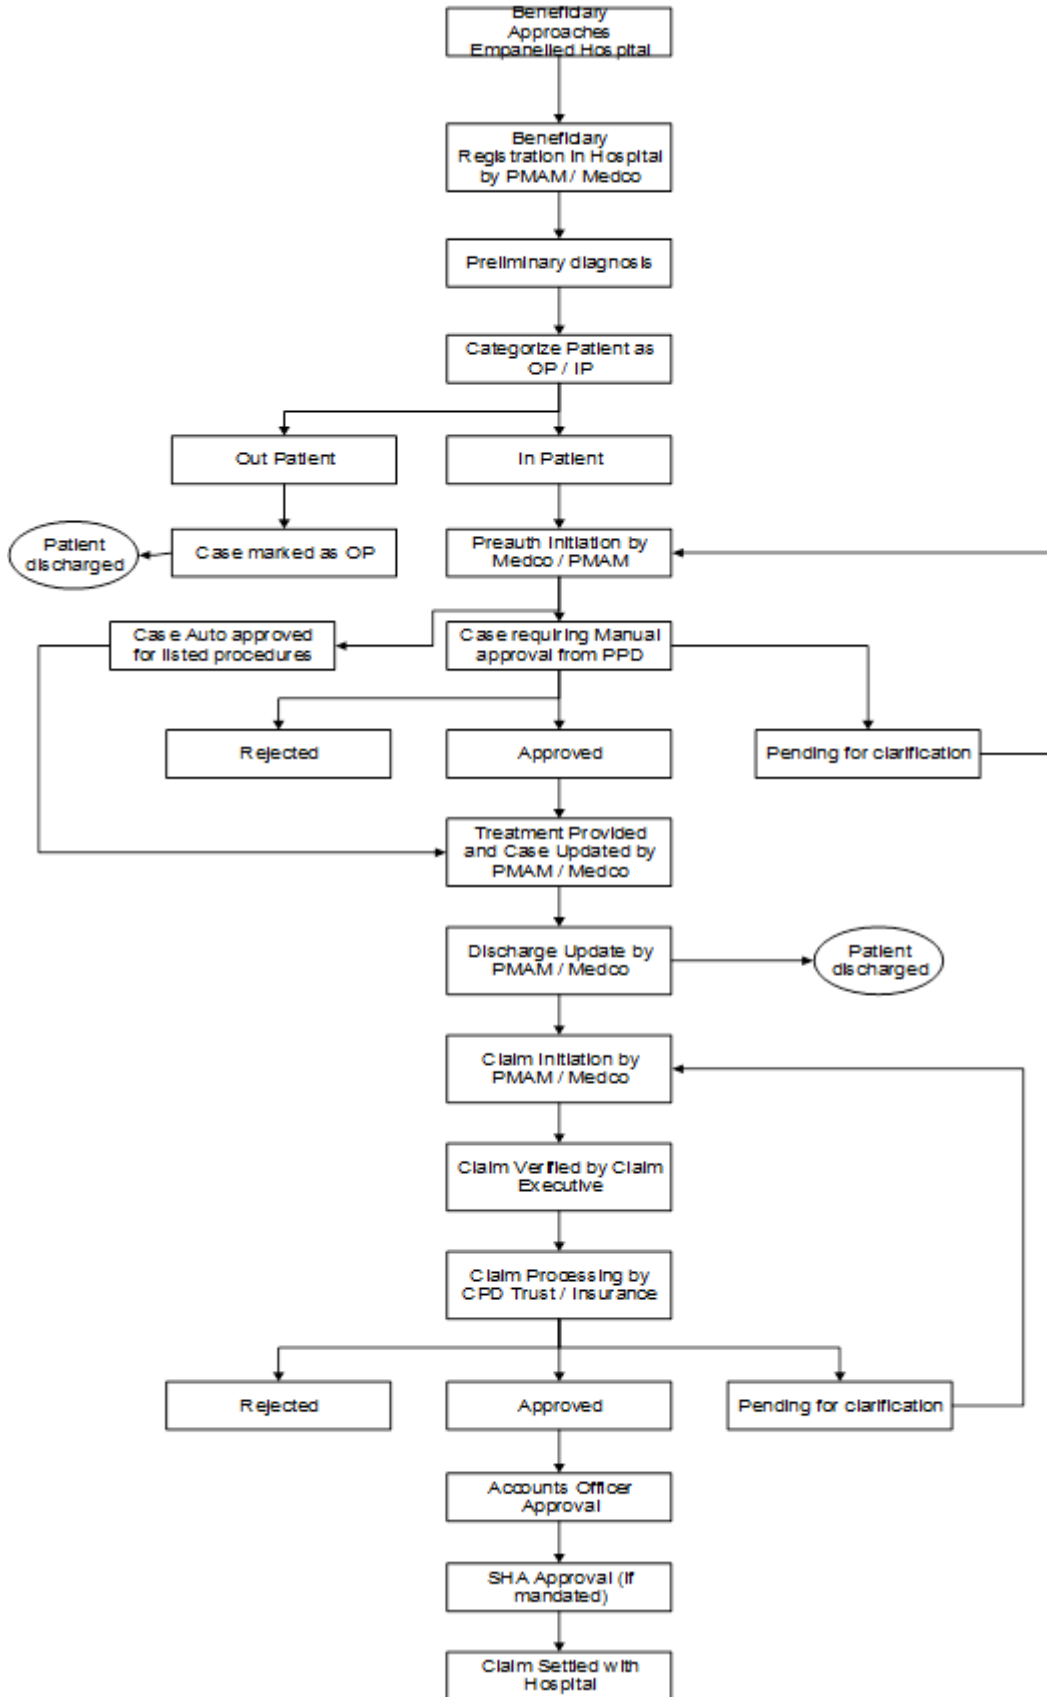 Beneficiary
Approaches
Empanelled Hospital
Beneficiary
Registration in Hospital
by PMAM / Medco
Preliminary diagnosis
Categorize Patient as
OP / IP
Out Patient
In Patient
Patient
discharged
Case marked as OP
Preauth Initiation by
Medco / PMAM
Case Auto approved
for listed procedures
Case requiring Manual
approval from PPD
Rejected
Approved
Pending for clarification
Treatment Provided
and Case Updated by
PMAM / Medco
Discharge Update by
PMAM / Medco
Patient
discharged
Claim Initiation by
PMAM / Medco
Claim Verified by Claim
Executive
Claim Processing by
CPD Trust / Insurance
Rejected
Approved
Pending for clarification
Accounts Officer
Approval
SHA Approval (if
mandated)
Claim Settled with
Hospital